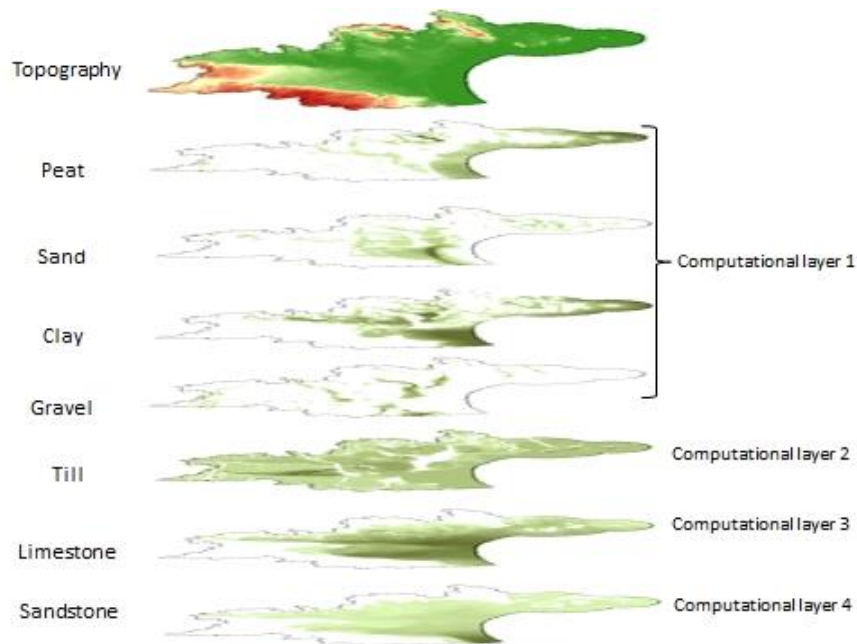 Topography
Peat
Sand
Computational layer 1
Clay
Gravel
Till
Computational layer 2
Limestone
Computational layer 3
Sandstone
Computational layer 4